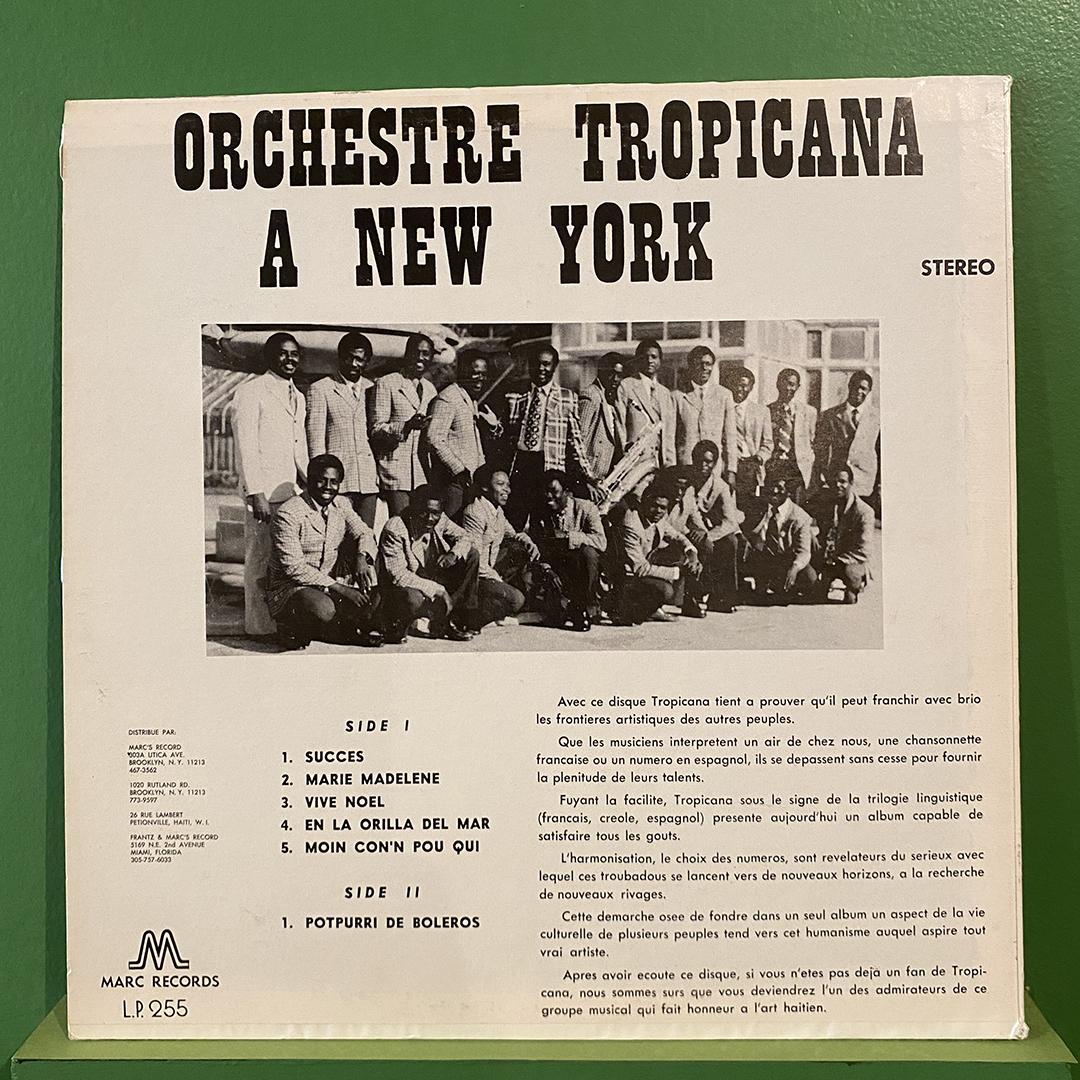 ORCHESTRE TROPICANA
A NEW YORK
STEREO
DISTRIBUE PAR:
MARC'S RECORD
UTICA AVE.
BROOKLYN, N. Y. 11213
467-3562
1020 RUTLAND RD.
BROOKLYN, N. Y. 11213
773-9597
26 RUE LAMBERT
PETIONVILLE, HAITI, W. I.
FRANTZ & MARC'S RECORD
5169 N.E. 2nd AVENUE
MIAMI, FLORIDA
305-757-6033
MARC RECORDS
L.P. 255
SIDE I
1. SUCCES
2. MARIE MADELENE
3. VIVE NOEL
4. EN LA ORILLA DEL MAR
5. MOIN CON'N POU QUI
SIDE II
1. POTPURRI DE BOLEROS
Avec ce disque Tropicana tient a prouver qu'il peut franchir avec brio
les frontieres artistiques des autres peuples.
Que les musiciens interpretent un air de chez nous, une chansonnette
francaise ou un numero en espagnol, ils se depassent sans cesse pour fournir
la plenitude de leurs talents.
Fuyant la facilite, Tropicana sous le signe de la trilogie linguistique
(francais, creole, espagnol) presente aujourd'hui un album capable de
satisfaire tous les gouts.
L'harmonisation, le choix des numeros, sont revelateurs du serieux avec
lequel ces troubadous se lancent vers de nouveaux horizons, a la recherche
de nouveaux rivages.
Cette demarche osee de fondre dans un seul album un aspect de la vie
culturelle de plusieurs peuples tend vers cet humanisme auquel aspire tout
vrai artiste.
Apres avoir ecoute ce disque, si vous n'etes pas dejà un fan de Tropi-
cana, nous sommes surs que vous deviendrez l'un des admirateurs de ce
groupe musical qui fait honneur a l'art haitien.